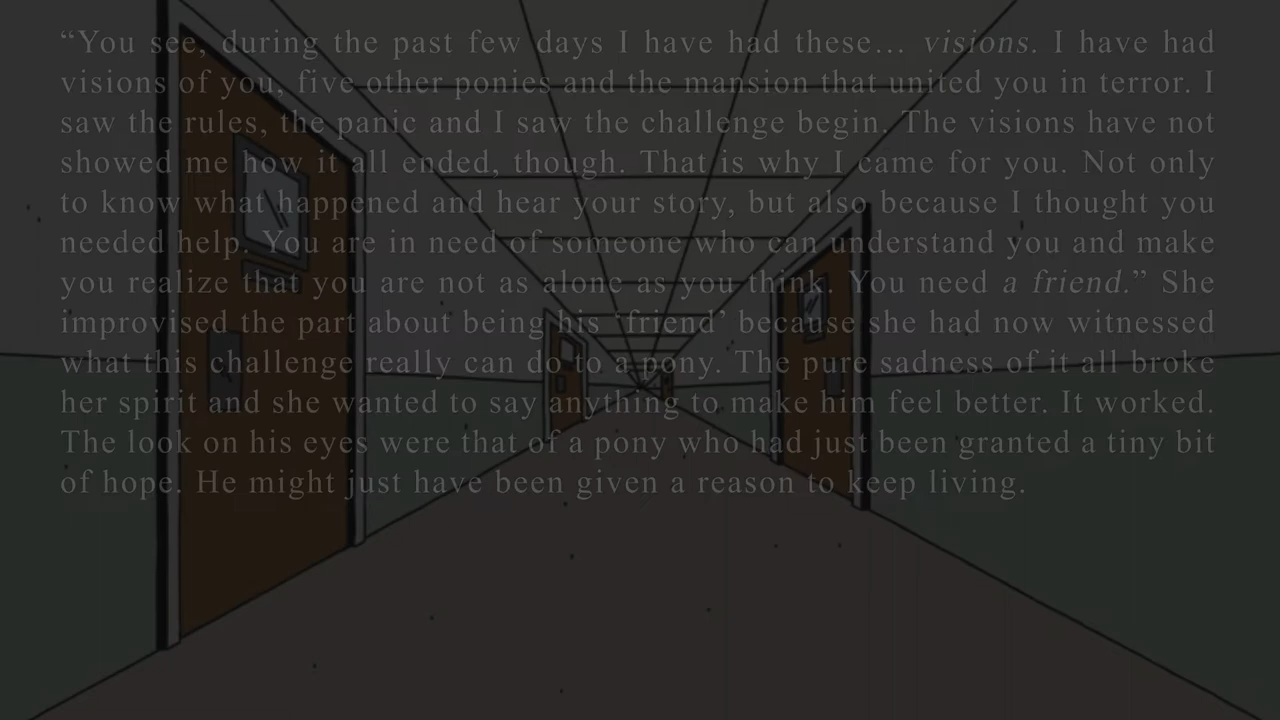 “You see, during the past few days I have had these… visions. I have had
visions of you, five other ponies and the mansion that united you in terror. I
saw the rules, the panic and I saw the challenge begin. The visions have not
showed me how it all ended, though. That is why I came for you. Not only
to know what happened and hear your story, but also because I thought you
needed help. You are in need of someone who can understand you and make
you realize that you are not as alone as you think. You need a friend.” She
improvised the part about being his ‘friend’ because she had now witnessed
what this challenge really can do to a pony. The pure sadness of it all broke
her spirit and she wanted to say anything to make him feel better. It worked.
The look on his eyes were that of a pony who had just been granted a tiny bit
of hope. He might just have been given a reason to keep living.